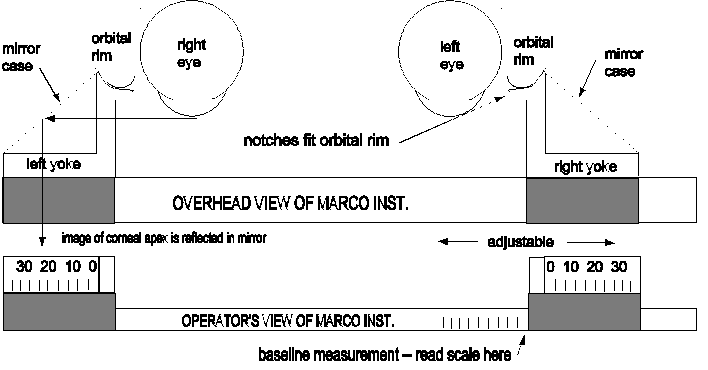 mirror
case
orbital
rim
right
eye
left
eye
orbital
rim
mirror
case
notches fit orbital rim
left yoke
right yoke
OVERHEAD VIEW OF MARCO INST.
image of corneal apex is reflected in mirror
adjustable
30 20 10 0
0 10 20 30
OPERATOR'S VIEW OF MARCO INST.
baseline measurement – read scale here